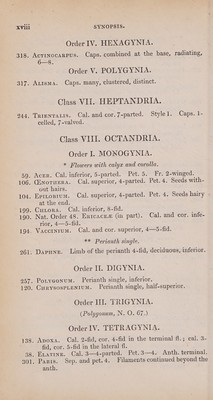 xviii SYNOPSIS.
Order IV. HEXAGYNIA.
318. ACTINOCARPUS. Caps. combined at the base, radiating,
6—8.
Order V. POLYGYNIA.
317. ALISMA. Caps. many, clustered, distinct.
Class VII. HEPTANDRIA.
244. TRIENTALIS. Cal. and cor. 7-parted. Style 1. Caps. 1-
celled, 7-valved.
Class VIII. OCTANDRIA.
Order I. MONOGYNIA.
* Flowers with calyx and corolla.
59. ACER. Cal. inferior, 5-parted. Pet. 5. Fr. 2-winged.
106. ŒNOTHERA. Cal. superior, 4-parted. Pet. 4. Seeds with-
out hairs.
104. EPILOBIUM. Cal. superior, 4-parted. Pet. 4. Seeds hairy
at the end.
199. CHLORA. Cal. inferior, 8-fid.
190. Nat. Order 48. ERICACEÆ (in part). Cal. and cor. infe-
rior, 4—5-fid.
194. VACCINIUM. Cal. and cor. superior, 4—5-fid.
** Perianth single.
261. DAPHNE. Limb of the perianth 4-fid, deciduous, inferior.
Order II. DIGYNIA.
257. POLYGONUM. Perianth single, inferior.
120. CHRYSOSPLENIUM. Perianth single, half-superior.
Order III. TRIGYNIA.
(Polygonum, N. O. 67.)
Order IV. TETRAGYNIA.
138. ADOXA. Cal. 2-fid, cor. 4-fid in the terminal fl.; cal. 3-
fid, cor. 5-fid in the lateral fl.
38. ELATINE. Cal. 3—4-parted. Pet. 3—4. Anth. terminal.
301. PARIS. Sep. and pet. 4. Filaments continued beyond the
anth.